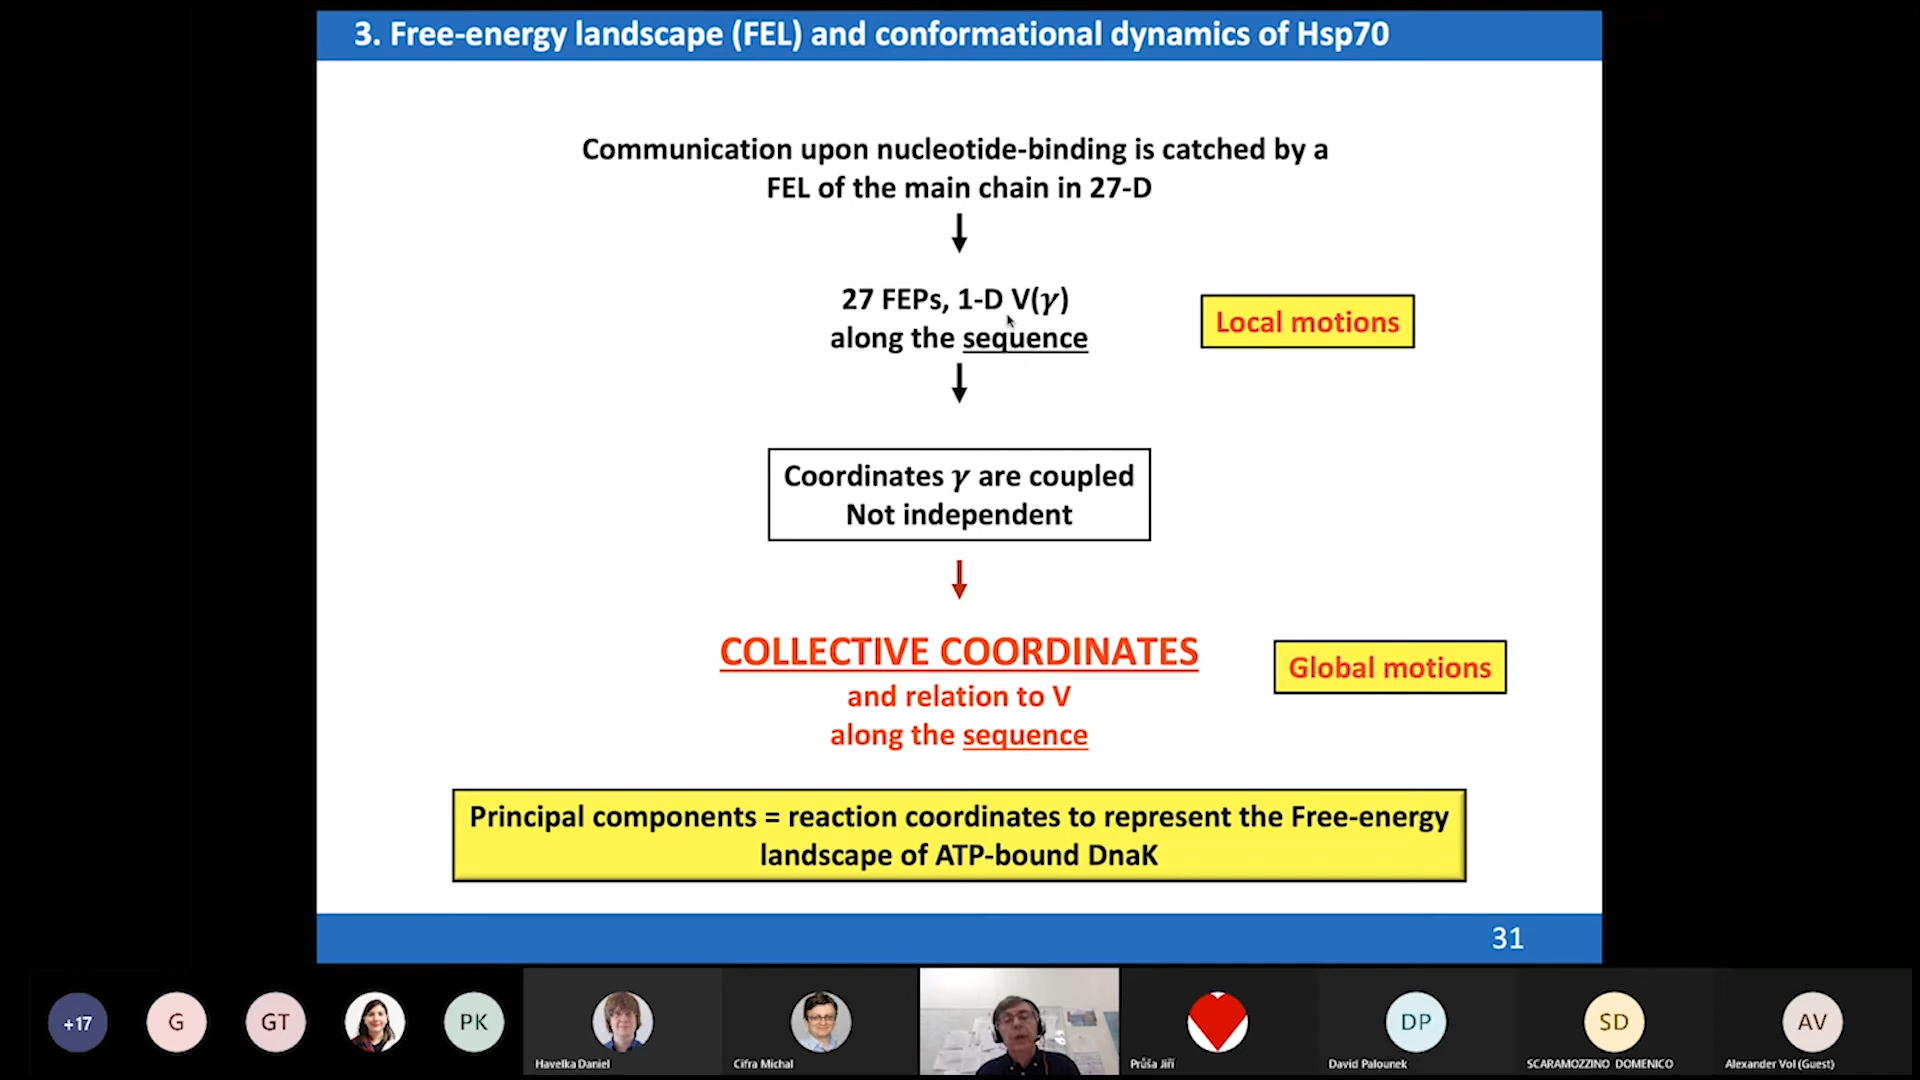 3. Free-energy landscape (FEL) and conformational dynamics of Hsp70
Communication upon nucleotide-binding is catched by a
FEL of the main chain in 27-D
27 FEPs, 1-D V(γ)
along the sequence
Local motions
Coordinates γ are coupled
Not independent
COLLECTIVE COORDINATES
and relation to V
along the sequence
Global motions
Principal components = reaction coordinates to represent the Free-energy
landscape of ATP-bound DnaK
31
+17
G
GT
PK
Havelka Daniel
Cifra Michal
Průša Jiří
DP
David Palounek
SD
SCARAMOZZINO DOMENICO
AV
Alexander Vol (Guest)